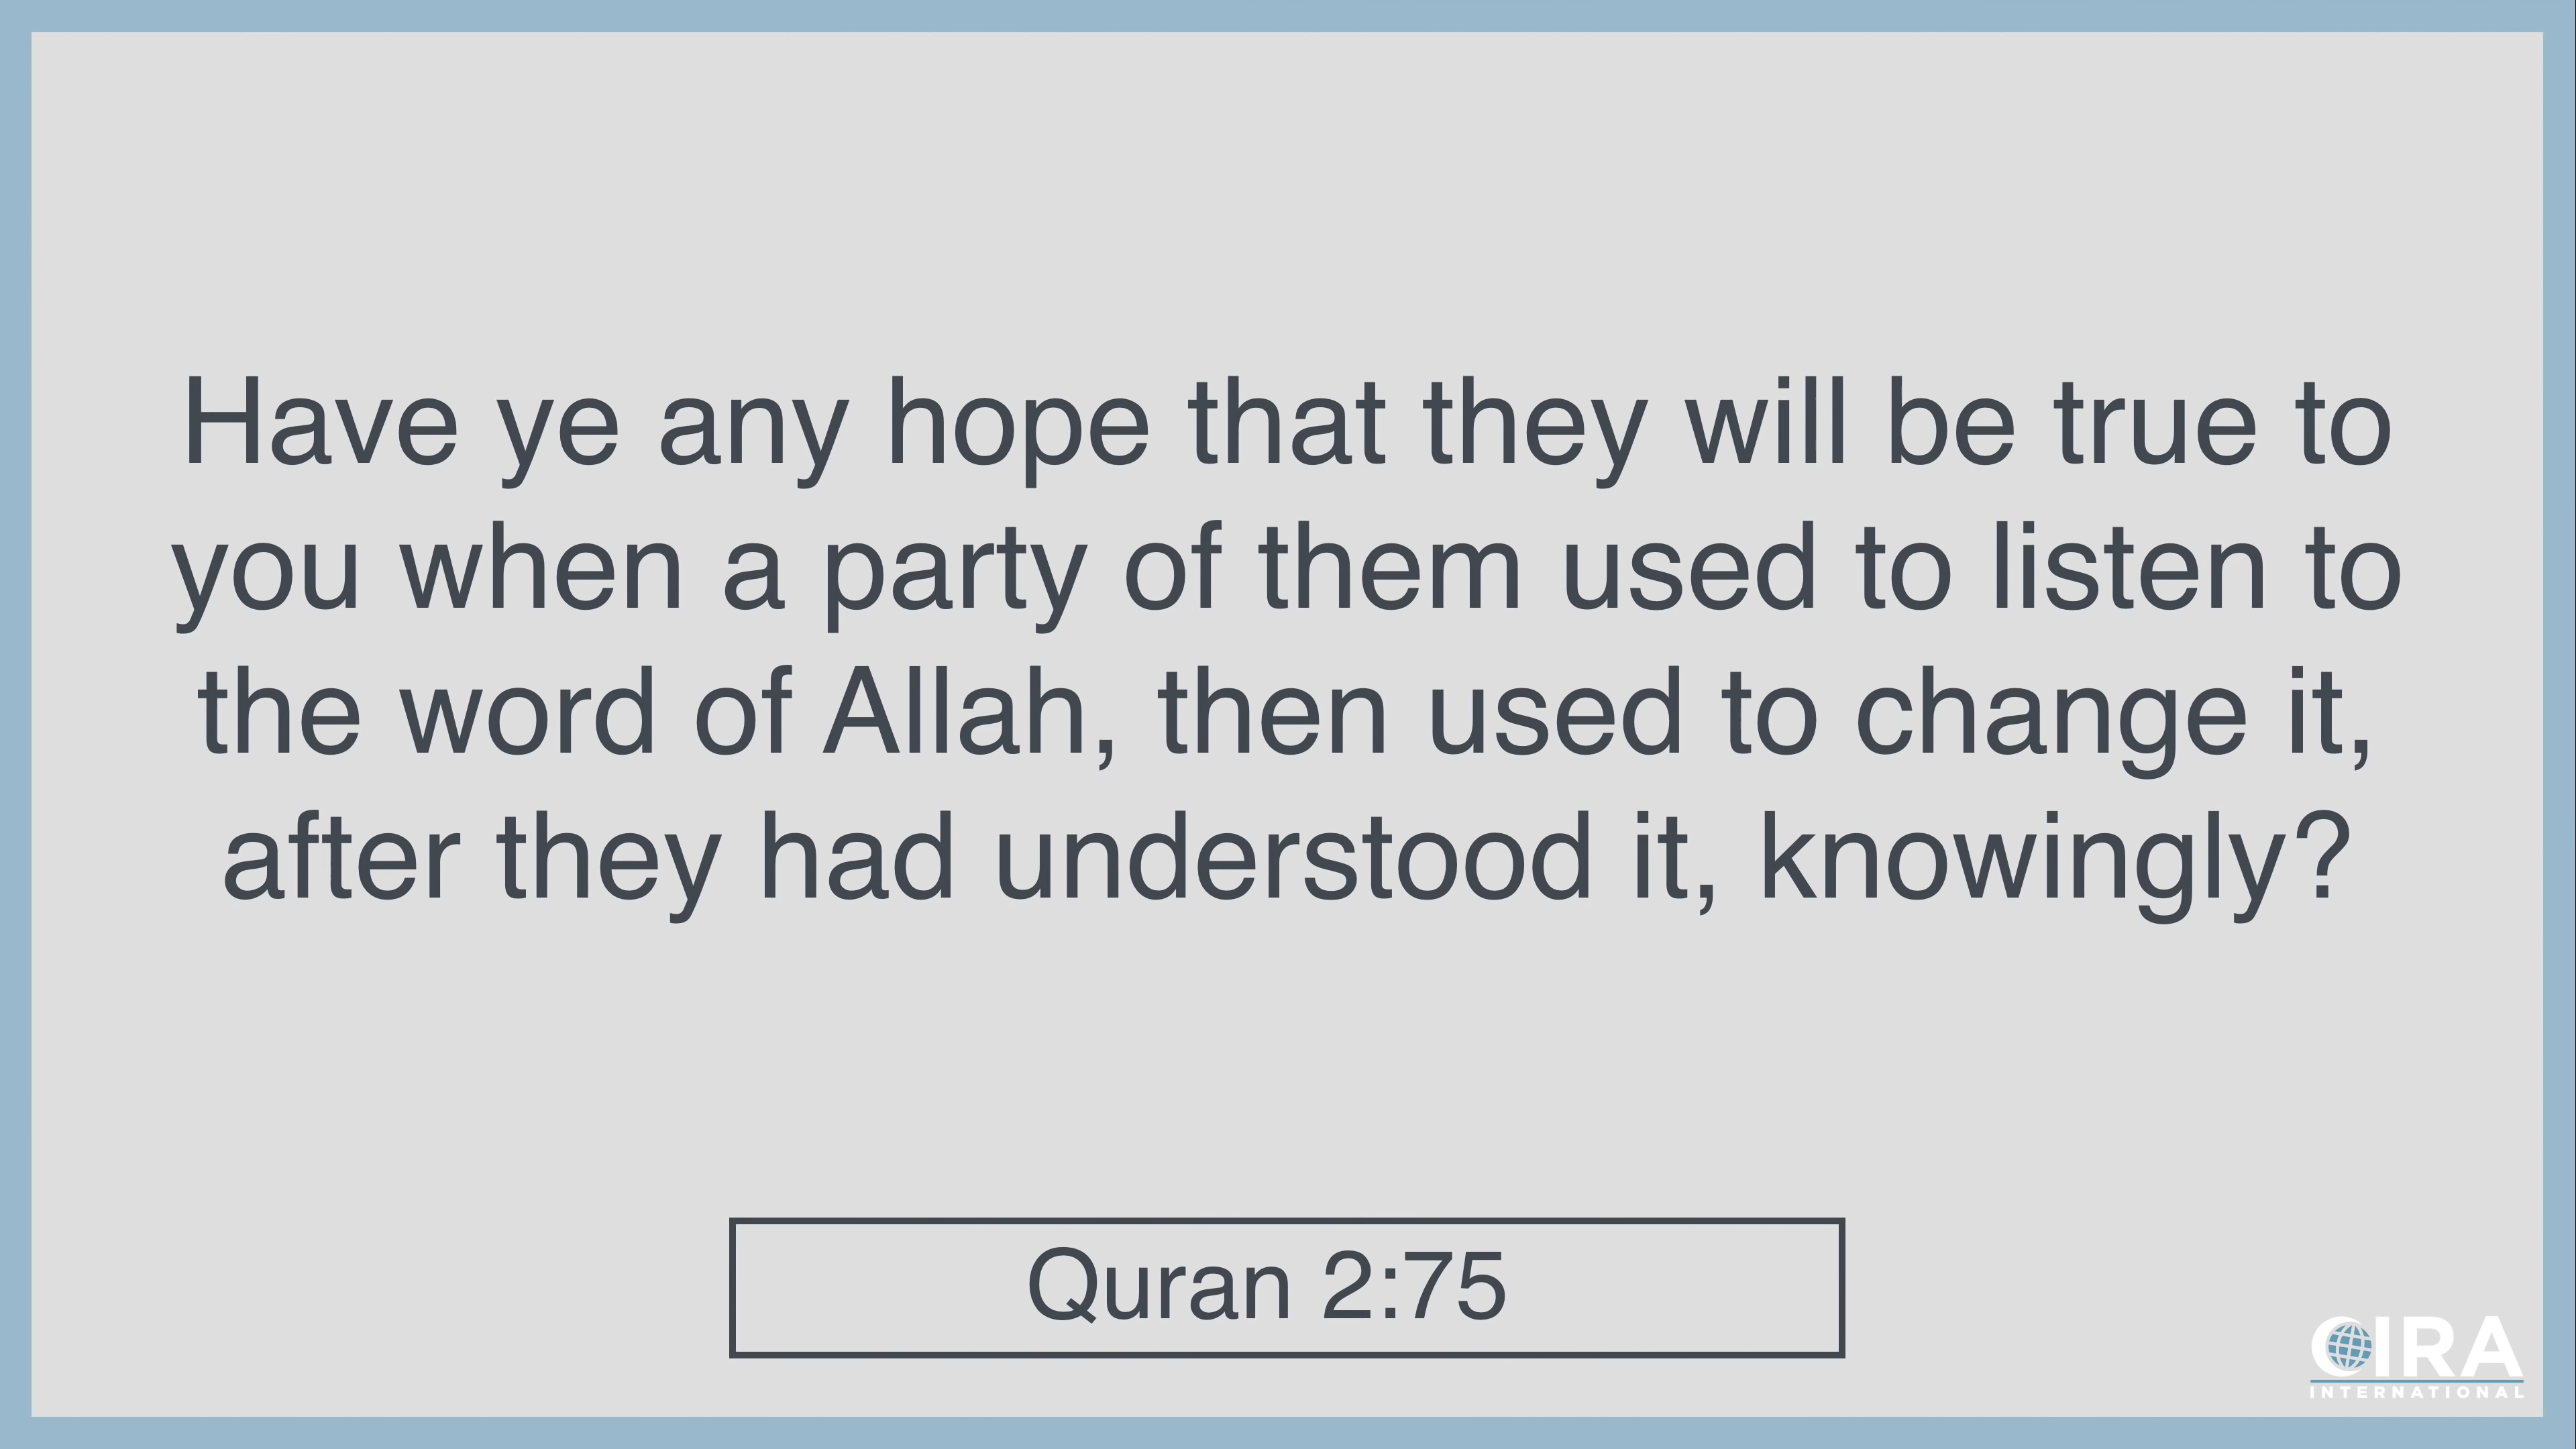 Have ye any hope that they will be true to
you when a party of them used to listen to
the word of Allah, then used to change it,
after they had understood it, knowingly?
Quran 2:75
CIRA
INTERNATIONAL